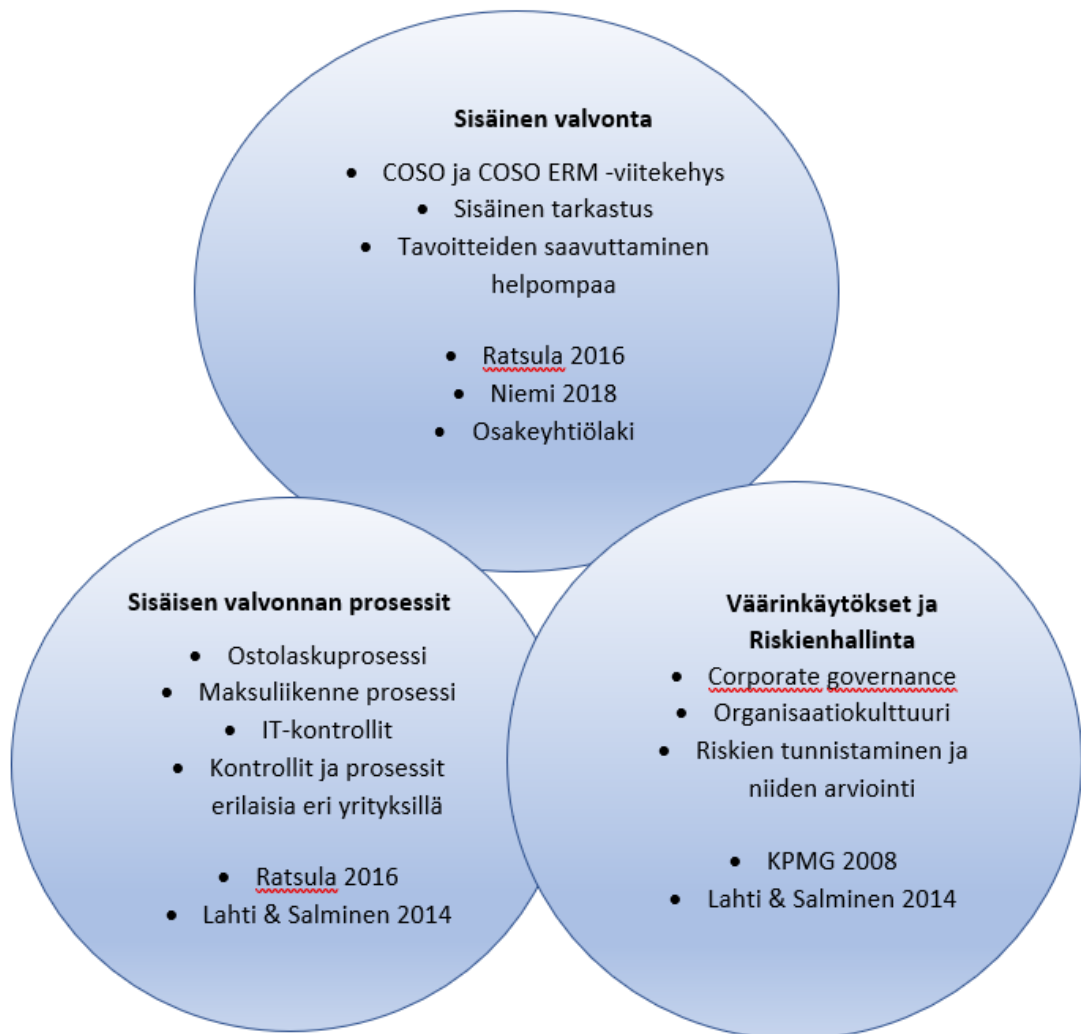 Sisäinen valvonta
• COSO ja COSO ERM -viitekehys
• Sisäinen tarkastus
• Tavoitteiden saavuttaminen
helpompaa
• Ratsula 2016
• Niemi 2018
• Osakeyhtiölaki
Sisäisen valvonnan prosessit
• Ostolaskuprosessi
• Maksuliikenne prosessi
• IT-kontrollit
• Kontrollit ja prosessit
erilaisia eri yrityksillä
• Ratsula 2016
• Lahti & Salminen 2014
Väärinkäytökset ja
Riskienhallinta
• Corporate governance
• Organisaatiokulttuuri
• Riskien tunnistaminen ja
niiden arviointi
• KPMG 2008
• Lahti & Salminen 2014